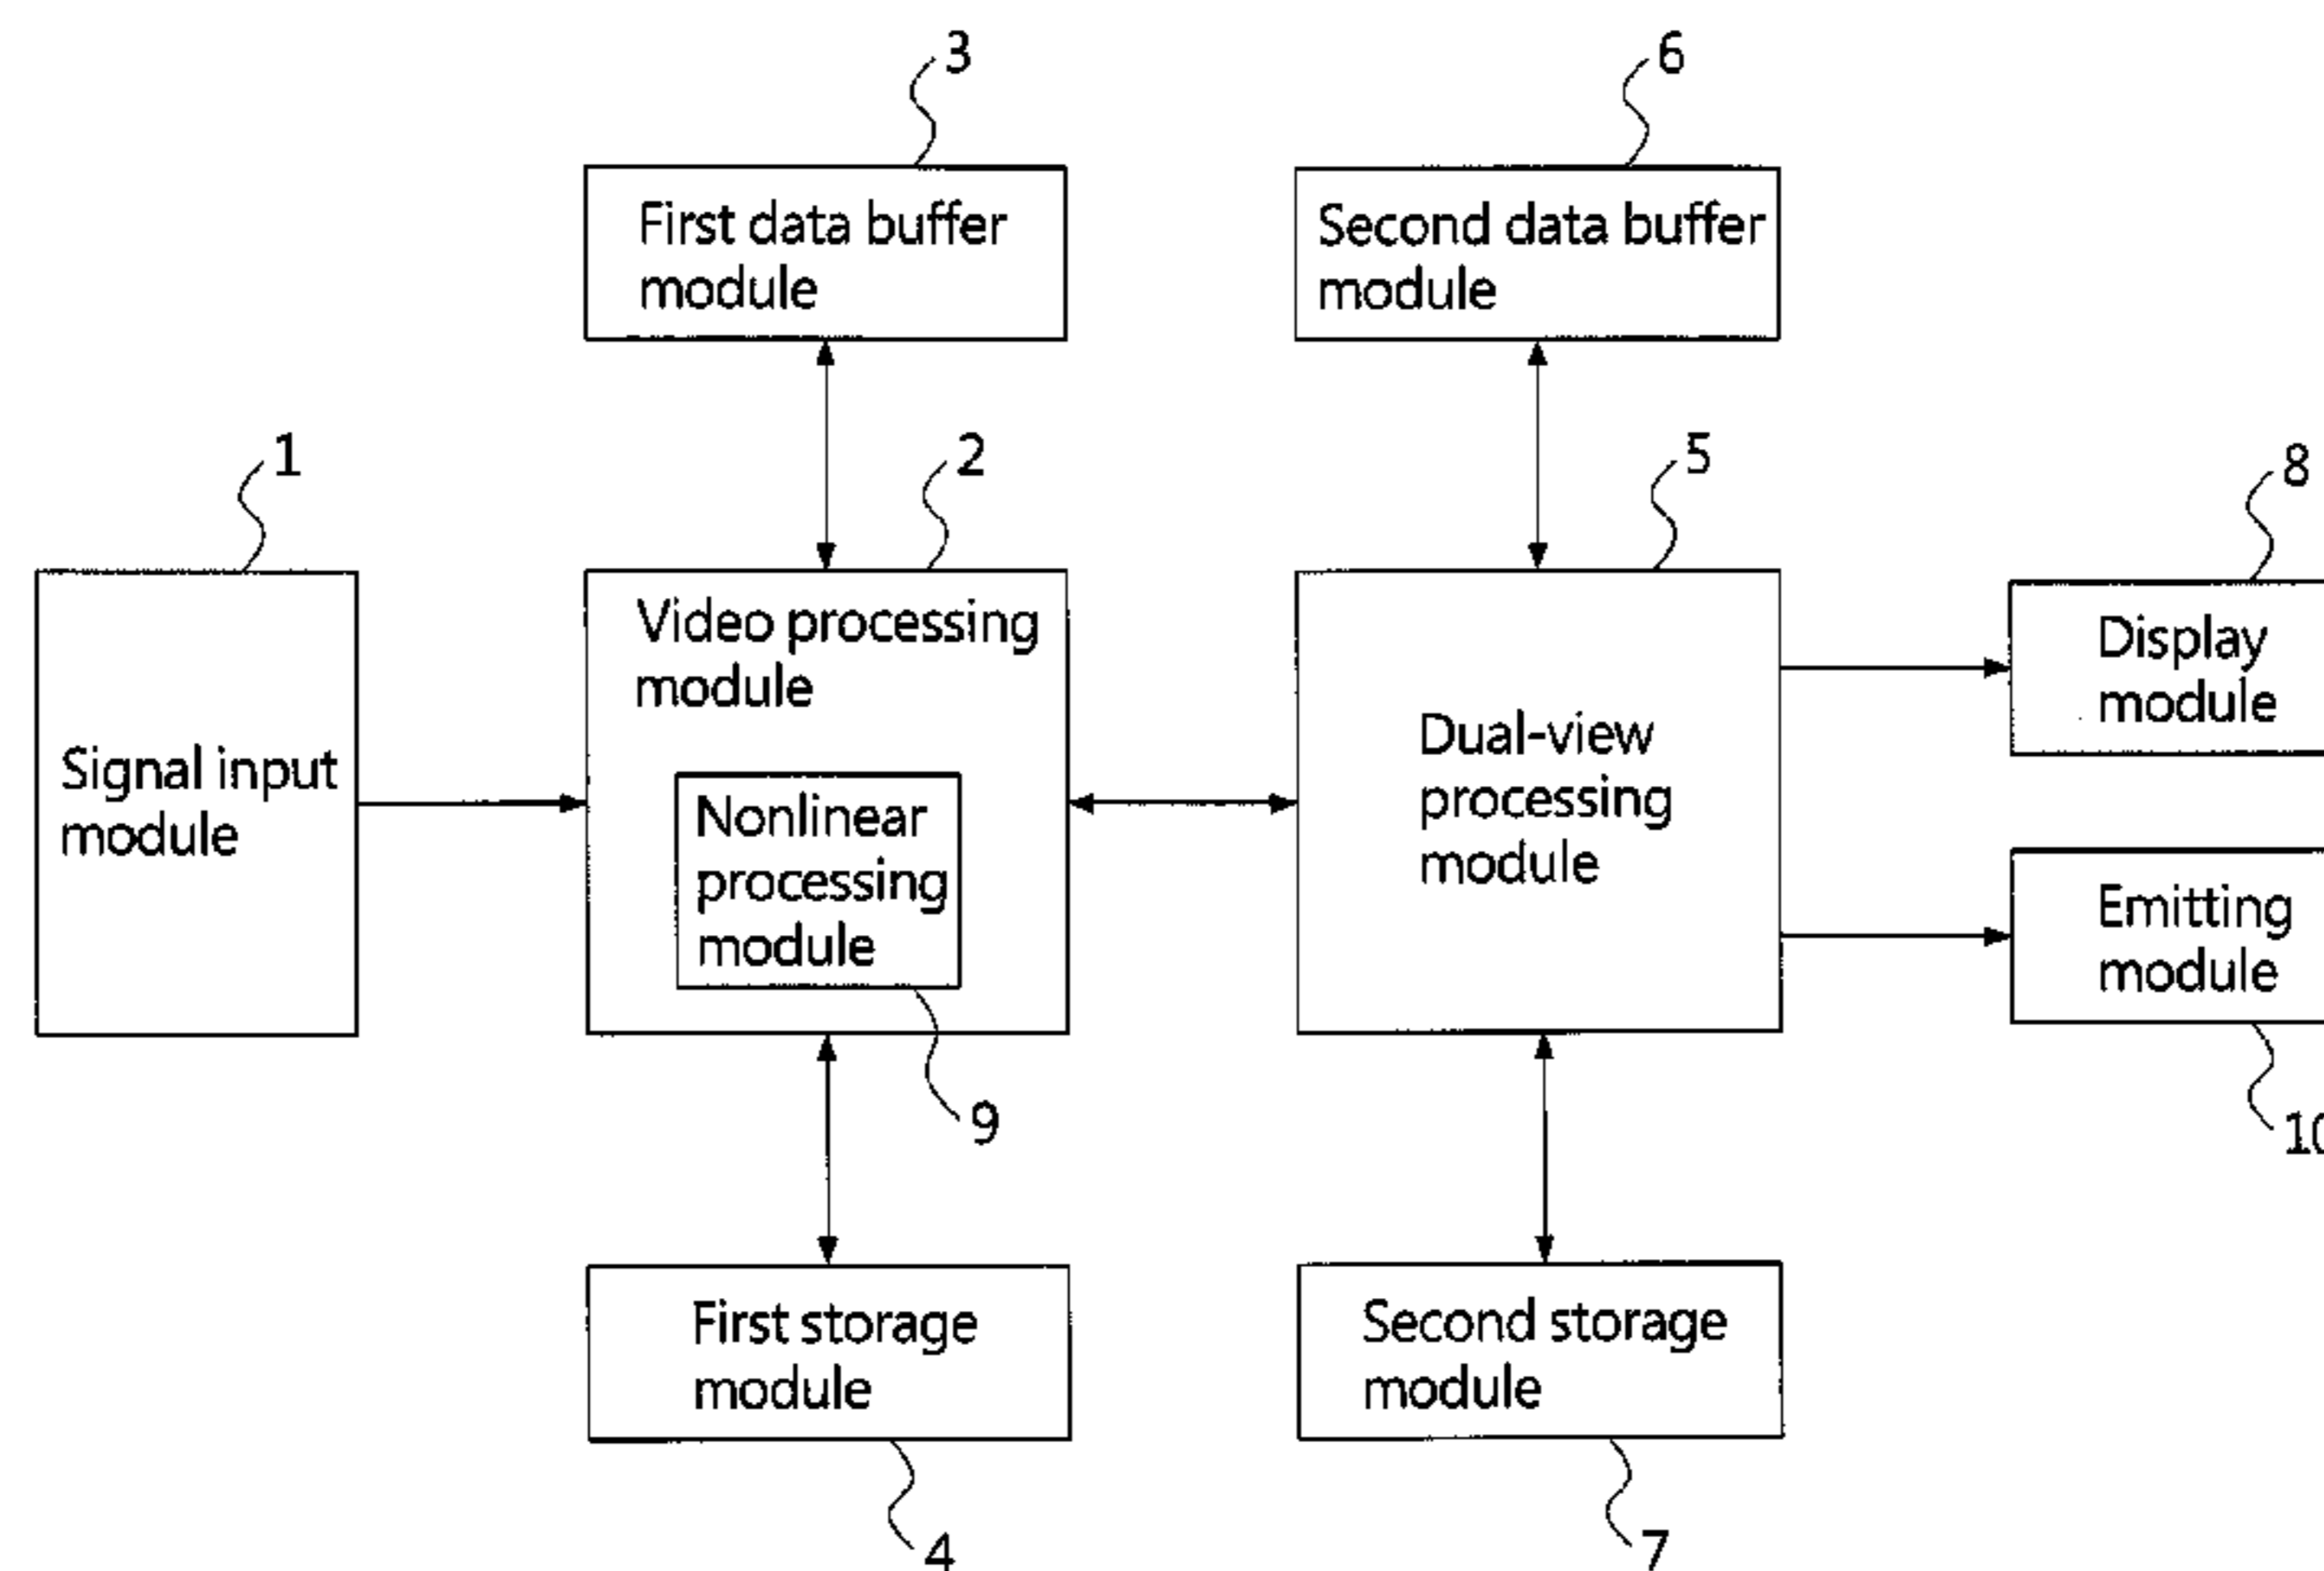 3
6
First data buffer
module
Second data buffer
module
1
2
5
8
Signal input
module
Video processing
module
Nonlinear
processing
module
Dual-view
processing
module
Display
module
Emitting
module
9
10
First storage
module
Second storage
module
4
7